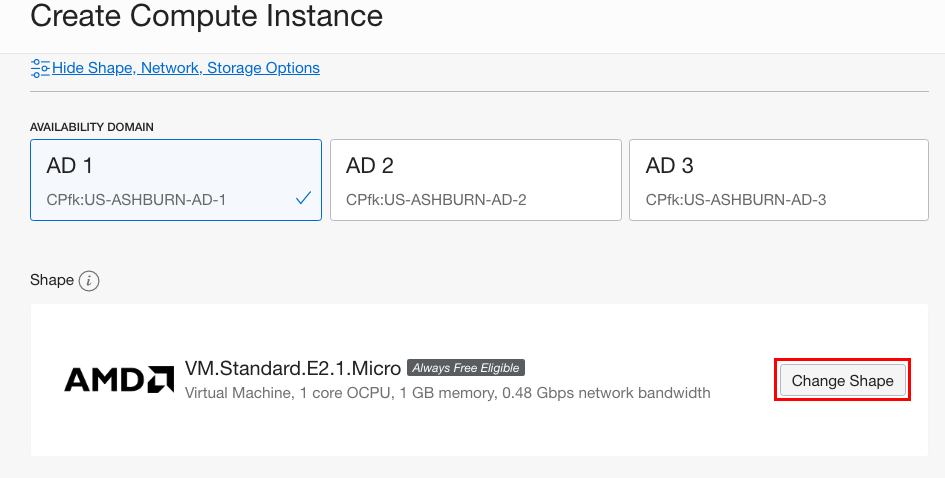 Create Compute Instance
Hide Shape, Network, Storage Options
AVAILABILITY DOMAIN
AD 1
CPfk:US-ASHBURN-AD-1
AD 2
CPfk:US-ASHBURN-AD-2
AD 3
CPfk:US-ASHBURN-AD-3
Shape i
AMD
VM.Standard.E2.1.Micro Always Free Eligible
Virtual Machine, 1 core OCPU, 1 GB memory, 0.48 Gbps network bandwidth
Change Shape